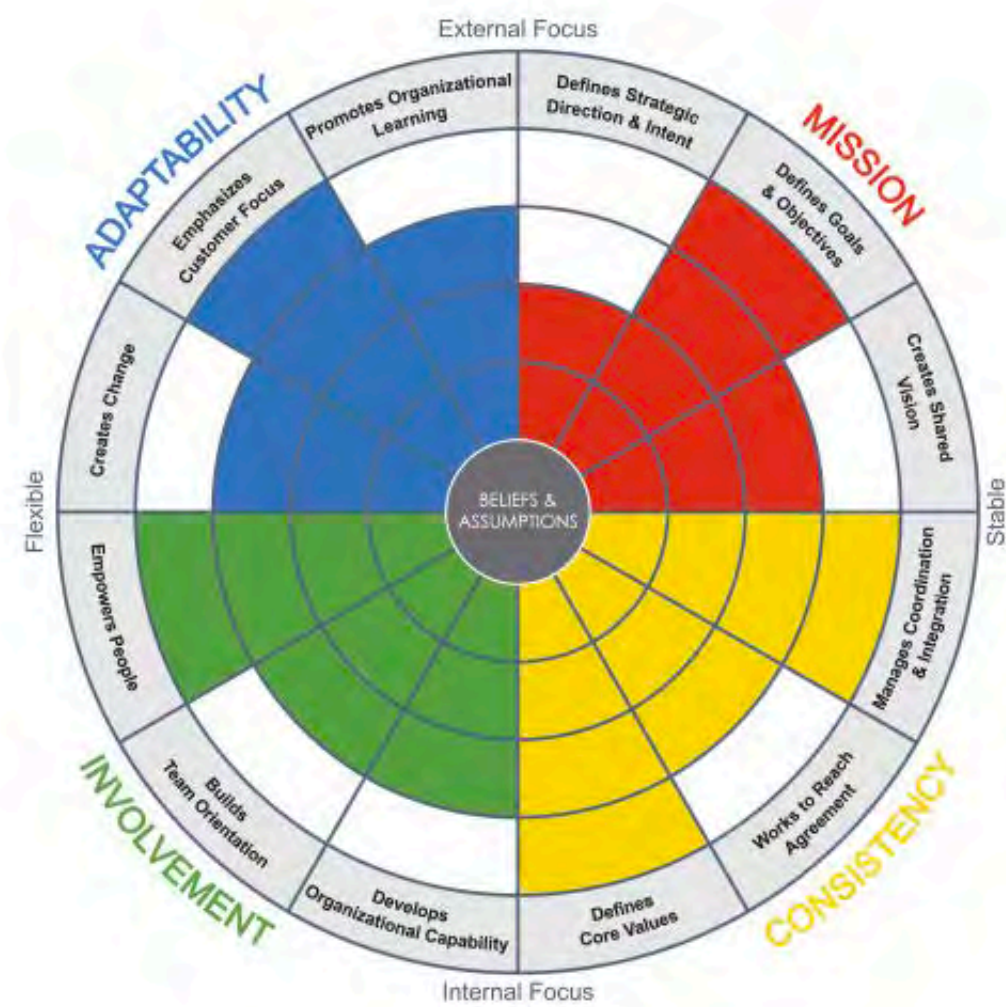 External Focus
ADAPTABILITY
MISSION
Promotes Organizational
Learning
Defines Strategic
Direction & Intent
Emphasizes
Customer Focus
Defines Goals
& Objectives
Creates Change
Creates Shared
Vision
Flexible
BELIEFS &
ASSUMPTIONS
Stable
Empowers People
Manages Coordination
& Integration
Builds
Team Orientation
Works to Reach
Agreement
Develops
Organizational Capability
Defines
Core Values
INVOLVEMENT
CONSISTENCY
Internal Focus